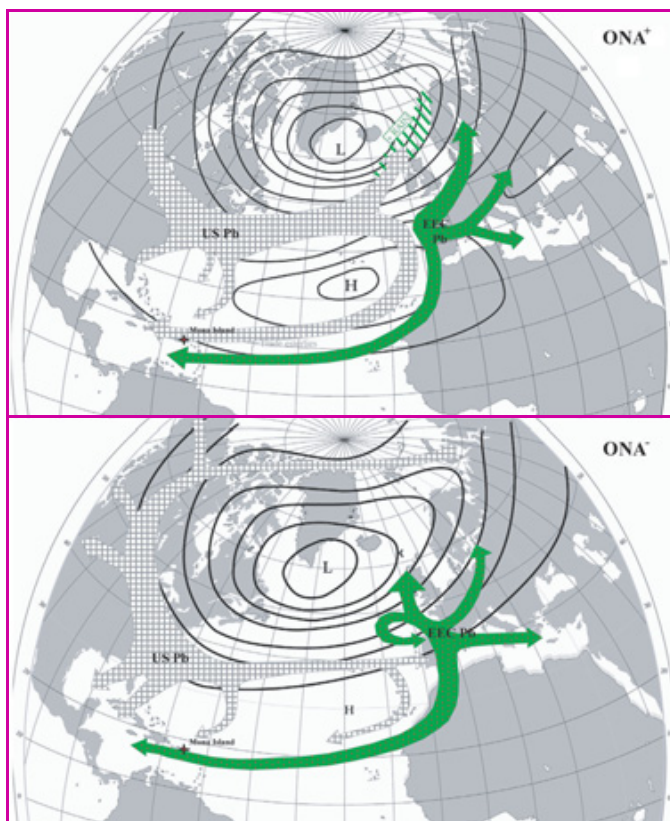 ONA+
L
US Pb
EEC
Pb
H
Mona Island
ONA-
L
EEC Pb
US Pb
H
Mona Island